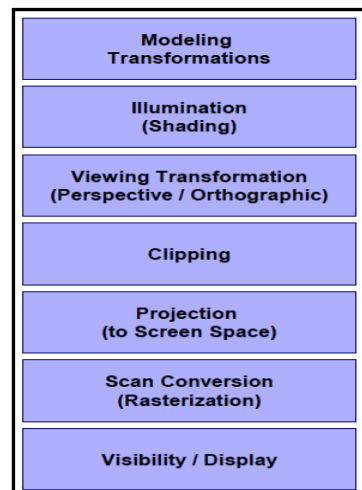 Modeling
Transformations
Illumination
(Shading)
Viewing Transformation
(Perspective / Orthographic)
Clipping
Projection
(to Screen Space)
Scan Conversion
(Rasterization)
Visibility / Display